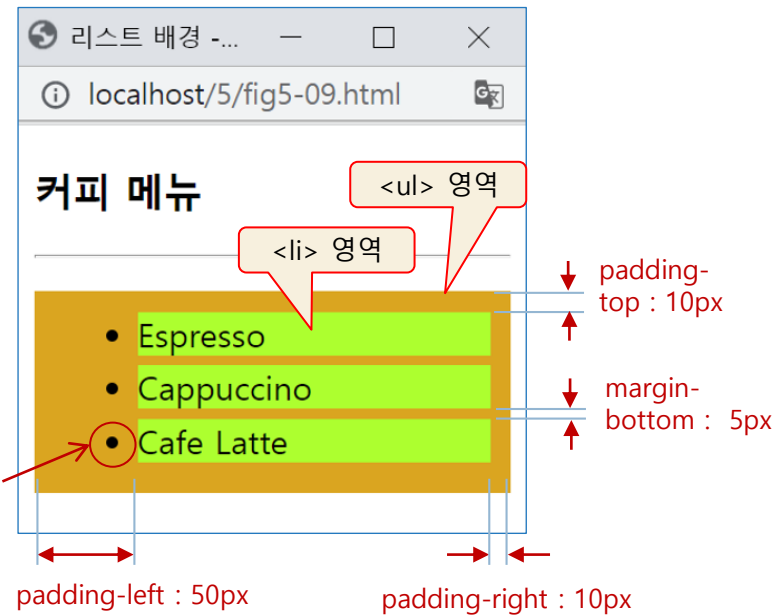 리스트 배경 -...
localhost/5/fig5-09.html
커피 메뉴
<ul> 영역
<li> 영역
padding-
top : 10px
• Espresso
• Cappuccino
• Cafe Latte
margin-
bottom : 5px
padding-left : 50px
padding-right : 10px